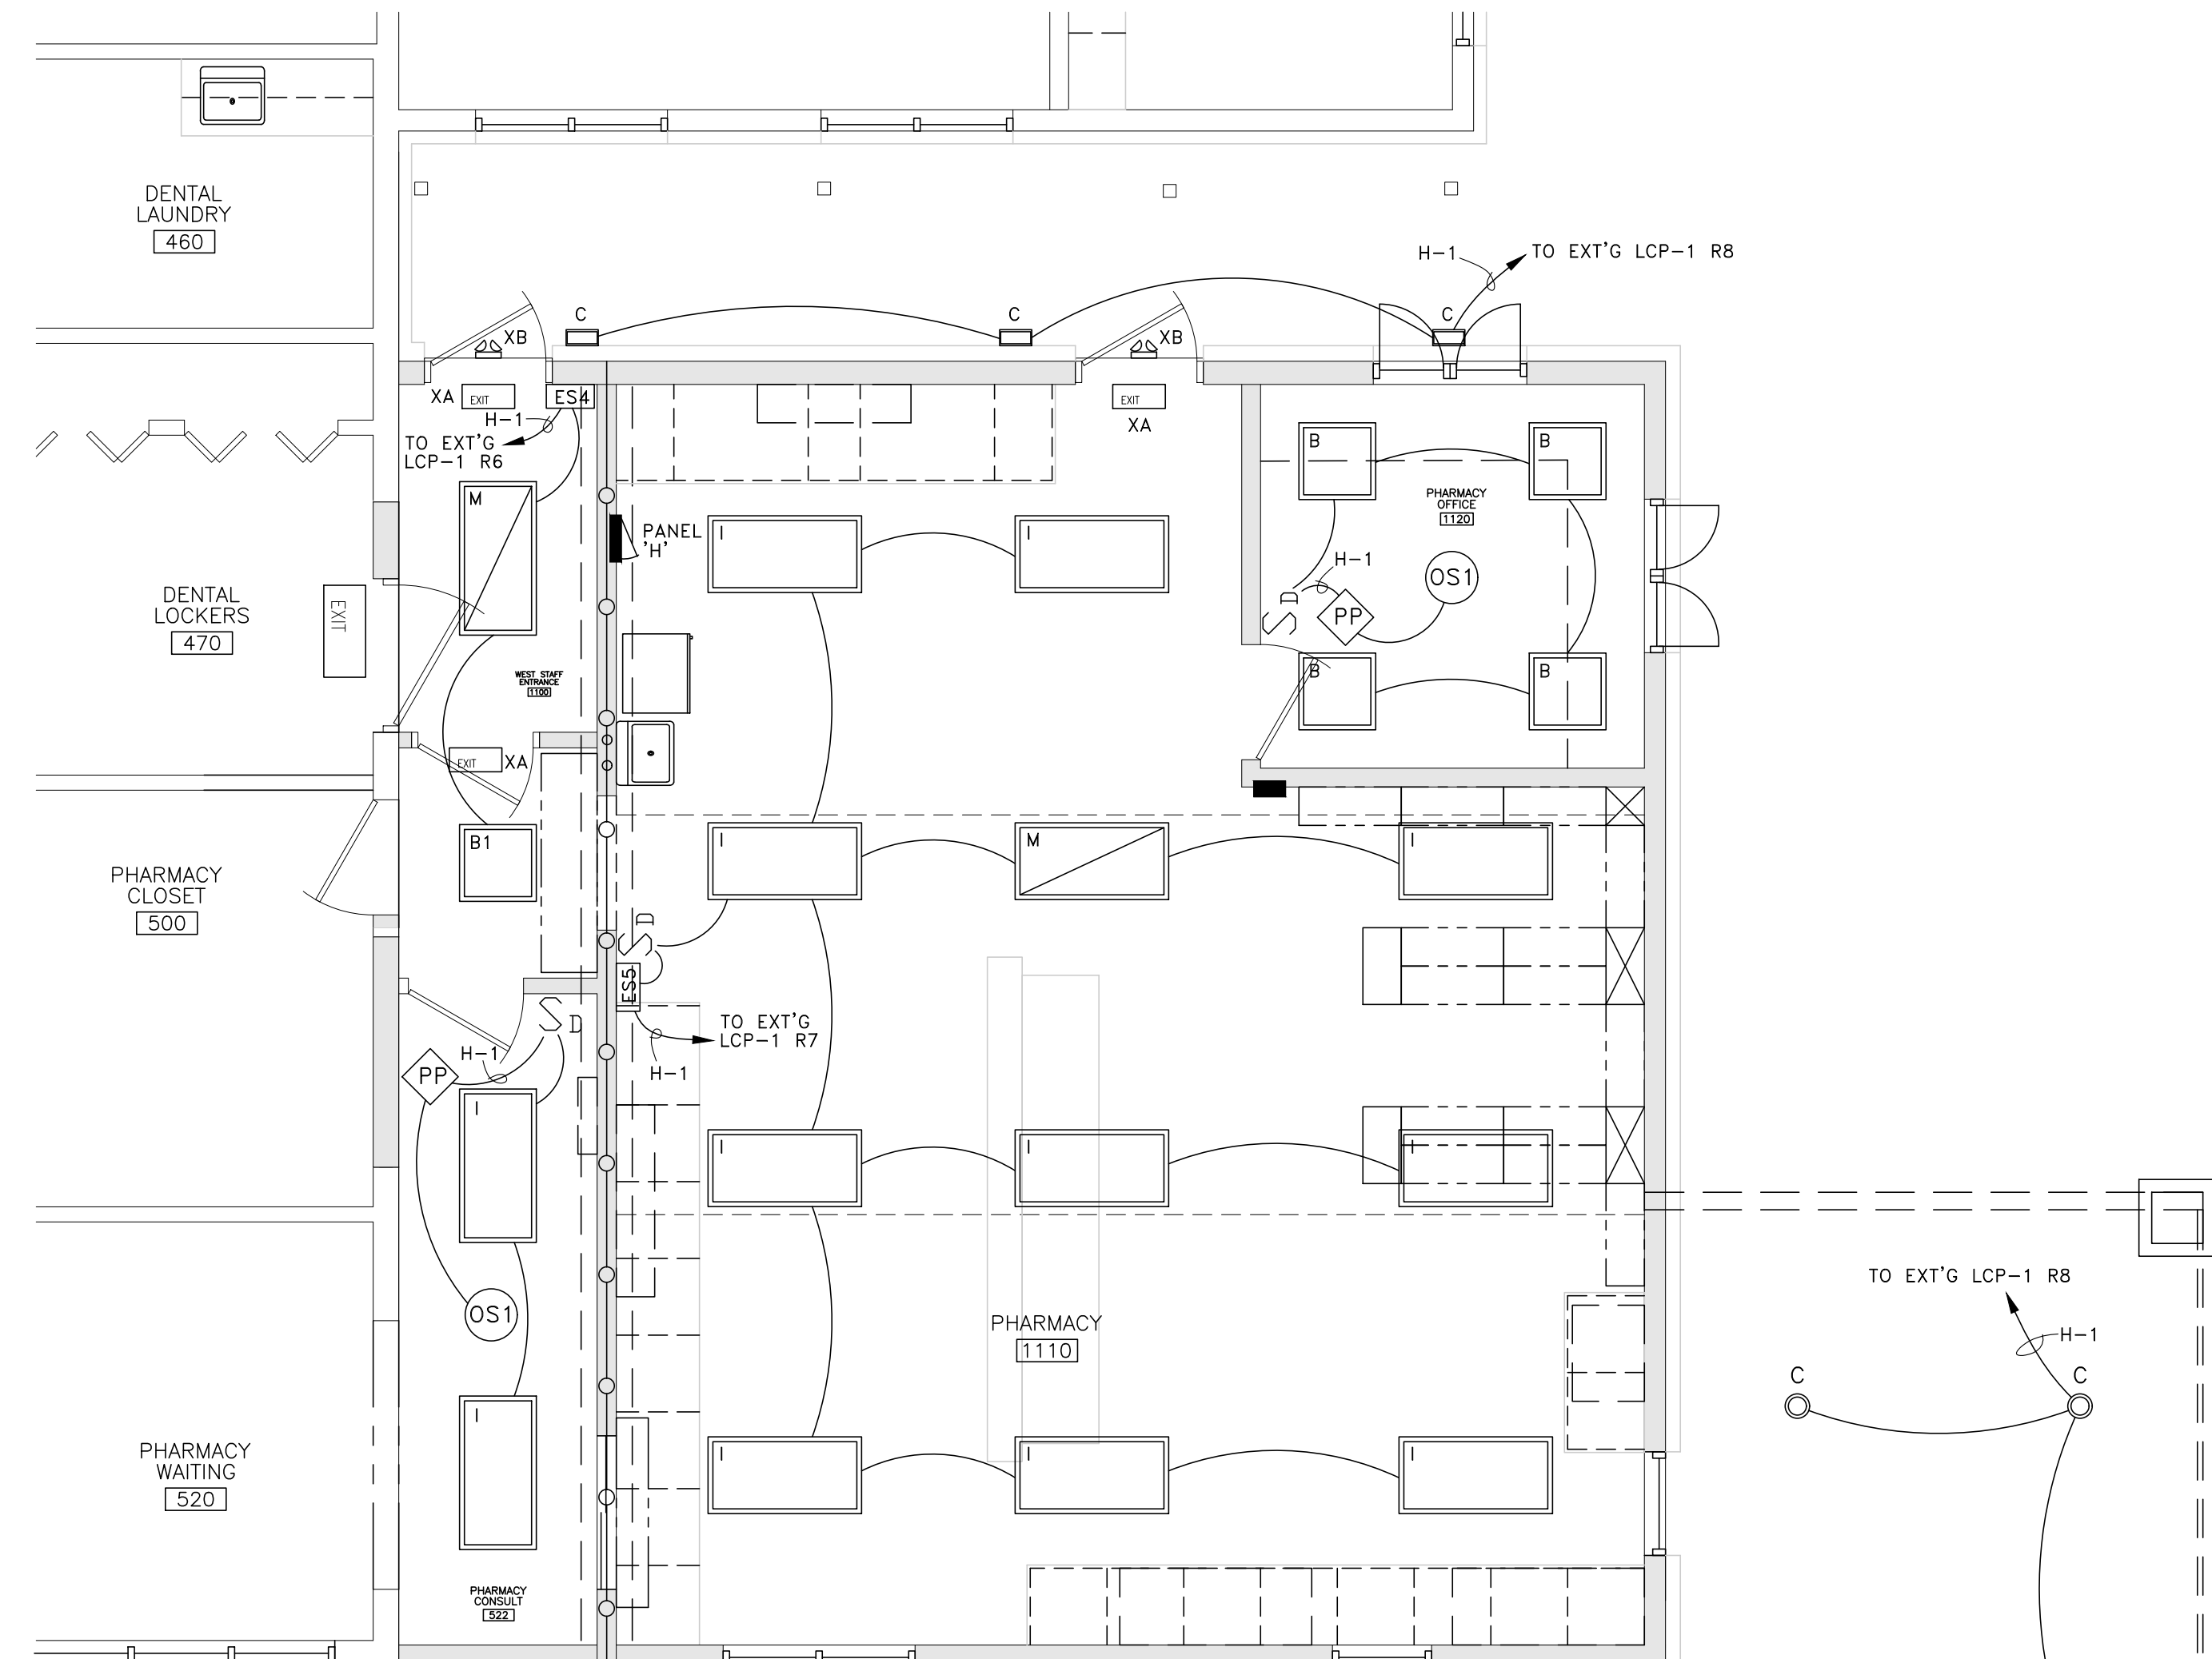 DENTAL
LAUNDRY
460
H-1
TO EXT'G LCP-1 R8
C
C
C
XB
XB
XA
EXIT
ES4
EXIT
XA
H-1
TO EXT'G
LCP-1 R6
B
B
M
PHARMACY
OFFICE
1120
PANEL
'H'
I
I
H-1
OS1
DENTAL
LOCKERS
470
EXIT
S D
PP
WEST STAFF
ENTRANCE
1100
B
B
EXIT
XA
B1
I
M
I
PHARMACY
CLOSET
500
S D
ES5
S D
TO EXT'G
LCP-1 R7
H-1
H-1
PP
I
I
I
I
TO EXT'G LCP-1 R8
OS1
PHARMACY
1110
H-1
C
C
I
I
I
I
PHARMACY
WAITING
520
PHARMACY
CONSULT
522